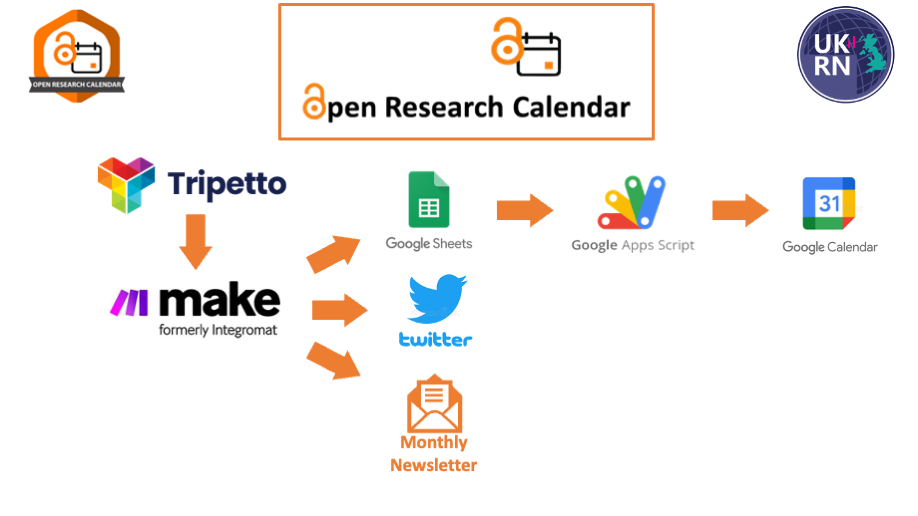 OPEN RESEARCH CALENDAR
Open Research Calendar
UK
RN
Tripetto
Google Sheets
Google Apps Script
31
Google Calendar
make
formerly Integromat
twitter
Monthly
Newsletter